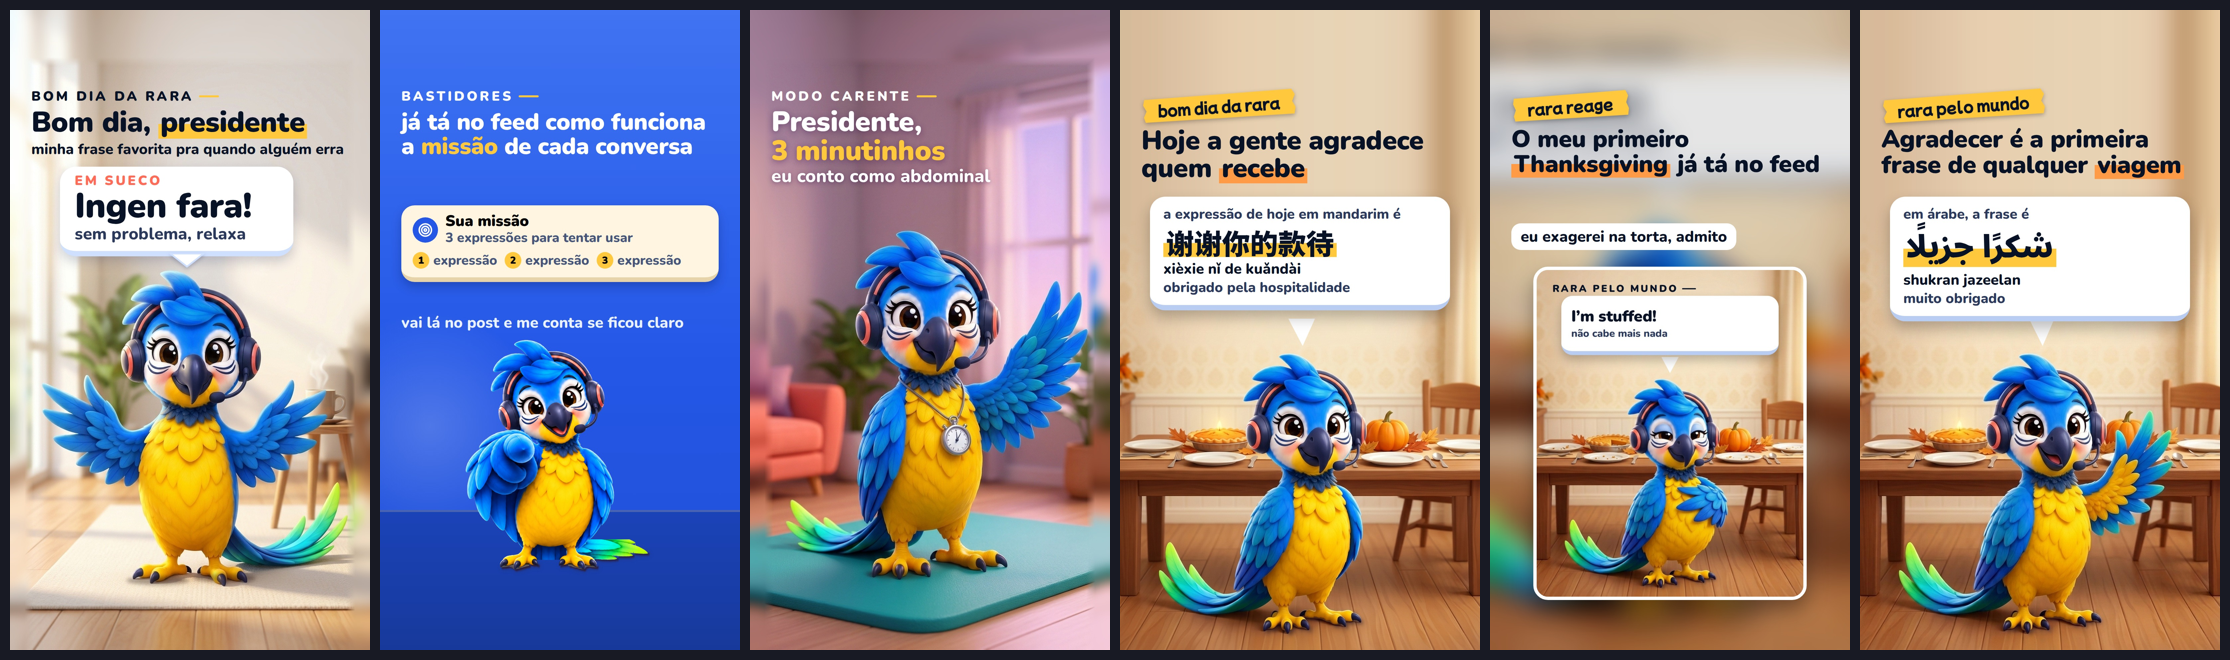 BOM DIA DA RARA
Bom dia, presidente
minha frase favorita pra quando alguém erra
EM SUECO
Ingen fara!
sem problema, relaxa
BASTIDORES
já tá no feed como funciona
a missão de cada conversa
Sua missão
3 expressões para tentar usar
1 expressão 2 expressão 3 expressão
vai lá no post e me conta se ficou claro
MODO CARENTE
Presidente,
3 minutinhos
eu conto como abdominal
bom dia da rara
Hoje a gente agradece
quem recebe
a expressão de hoje em mandarim é
谢谢你的款待
xièxie nǐ de kuǎndài
obrigado pela hospitalidade
rara reage
O meu primeiro
Thanksgiving já tá no feed
eu exagerei na torta, admito
RARA PELO MUNDO
I'm stuffed!
não cabe mais nada
rara pelo mundo
Agradecer é a primeira
frase de qualquer viagem
em árabe, a frase é
شكرًا جزيلًا
shukran jazeelan
muito obrigado